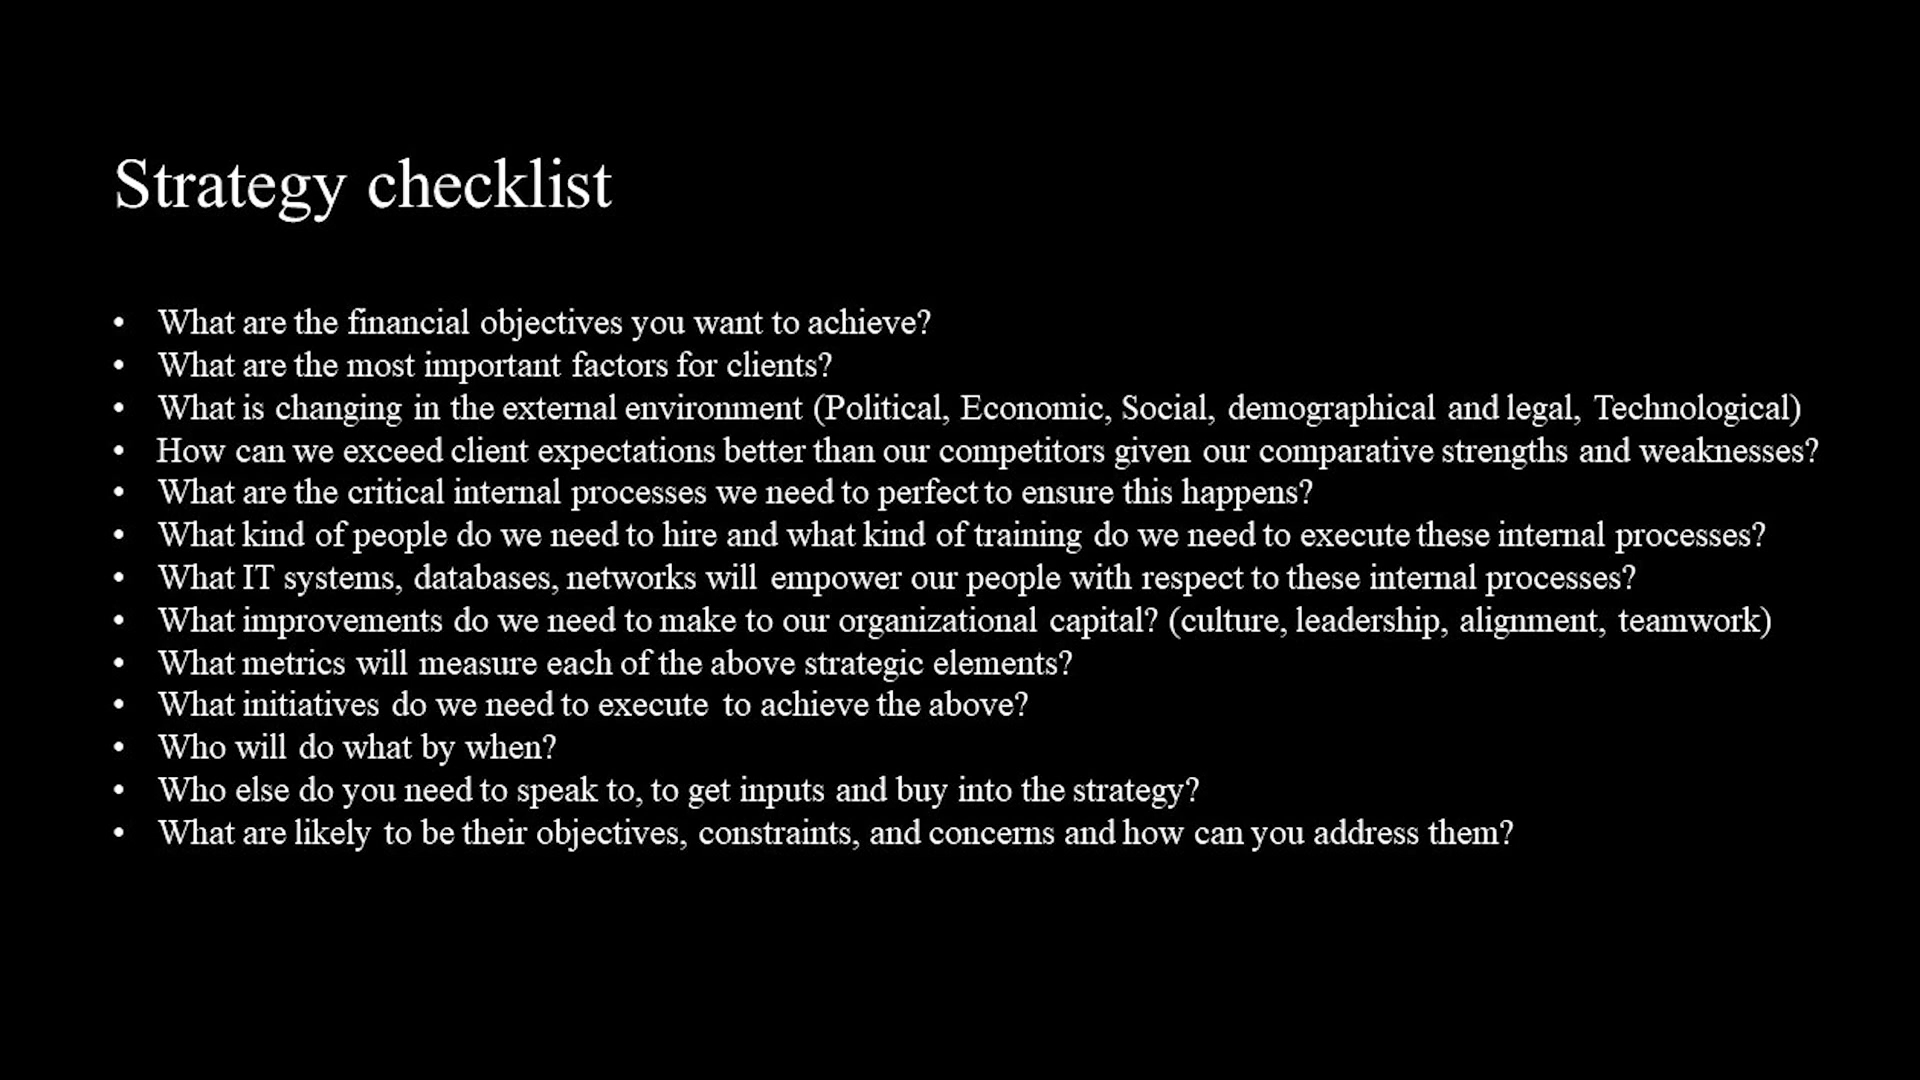 Strategy checklist
• What are the financial objectives you want to achieve?
• What are the most important factors for clients?
• What is changing in the external environment (Political, Economic, Social, demographical and legal, Technological)
• How can we exceed client expectations better than our competitors given our comparative strengths and weaknesses?
• What are the critical internal processes we need to perfect to ensure this happens?
• What kind of people do we need to hire and what kind of training do we need to execute these internal processes?
• What IT systems, databases, networks will empower our people with respect to these internal processes?
• What improvements do we need to make to our organizational capital? (culture, leadership, alignment, teamwork)
• What metrics will measure each of the above strategic elements?
• What initiatives do we need to execute to achieve the above?
• Who will do what by when?
• Who else do you need to speak to, to get inputs and buy into the strategy?
• What are likely to be their objectives, constraints, and concerns and how can you address them?